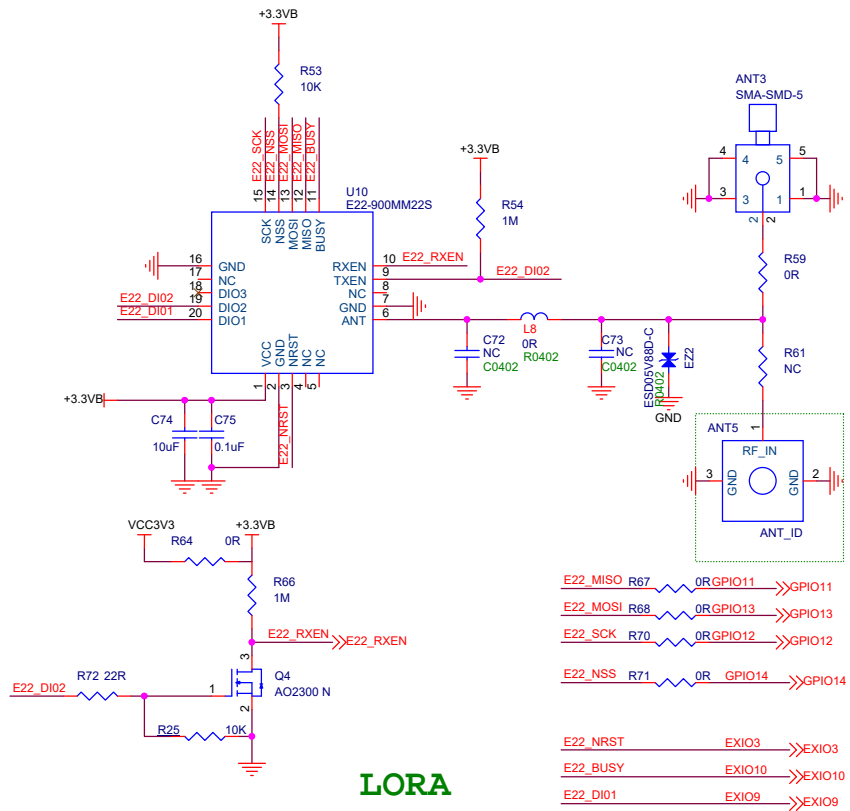 +3.3VB
R53
10K
ANT3
SMA-SMD-5
E22_SCK
E22_NSS
E22_MOSI
E22_MISO
E22_BUSY
15
14
13
12
11
+3.3VB
4
4
5
5
3
3
1
1
2
2
U10
E22-900MM22S
SCK
NSS
MOSI
MISO
BUSY
R54
1M
16
GND
RXEN
10
E22_RXEN
R59
0R
17
NC
TXEN
9
E22_DI02
18
DIO3
NC
8
E22_DI02
19
DIO2
GND
7
E22_DI01
20
DIO1
ANT
6
VCC
GND
NRST
NC
NC
1
2
3
4
5
C72
NC
C0402
L8
0R
R0402
C73
NC
C0402
ESD05V88D-C
R0402
EZ2
GND
R61
NC
+3.3VB
C74
10uF
C75
0.1uF
E22_NRST
ANT5
1
RF_IN
3
GND
GND
2
ANT_ID
VCC3V3
+3.3VB
R64
0R
R66
1M
E22_RXEN
E22_RXEN
3
Q4
AO2300 N
E22_DI02
R72
22R
1
2
R25
10K
E22_MISO
R67
0R
GPIO11
GPIO11
E22_MOSI
R68
0R
GPIO13
GPIO13
E22_SCK
R70
0R
GPIO12
GPIO12
E22_NSS
R71
0R
GPIO14
GPIO14
E22_NRST
EXIO3
EXIO3
E22_BUSY
EXIO10
EXIO10
E22_DI01
EXIO9
EXIO9
LORA